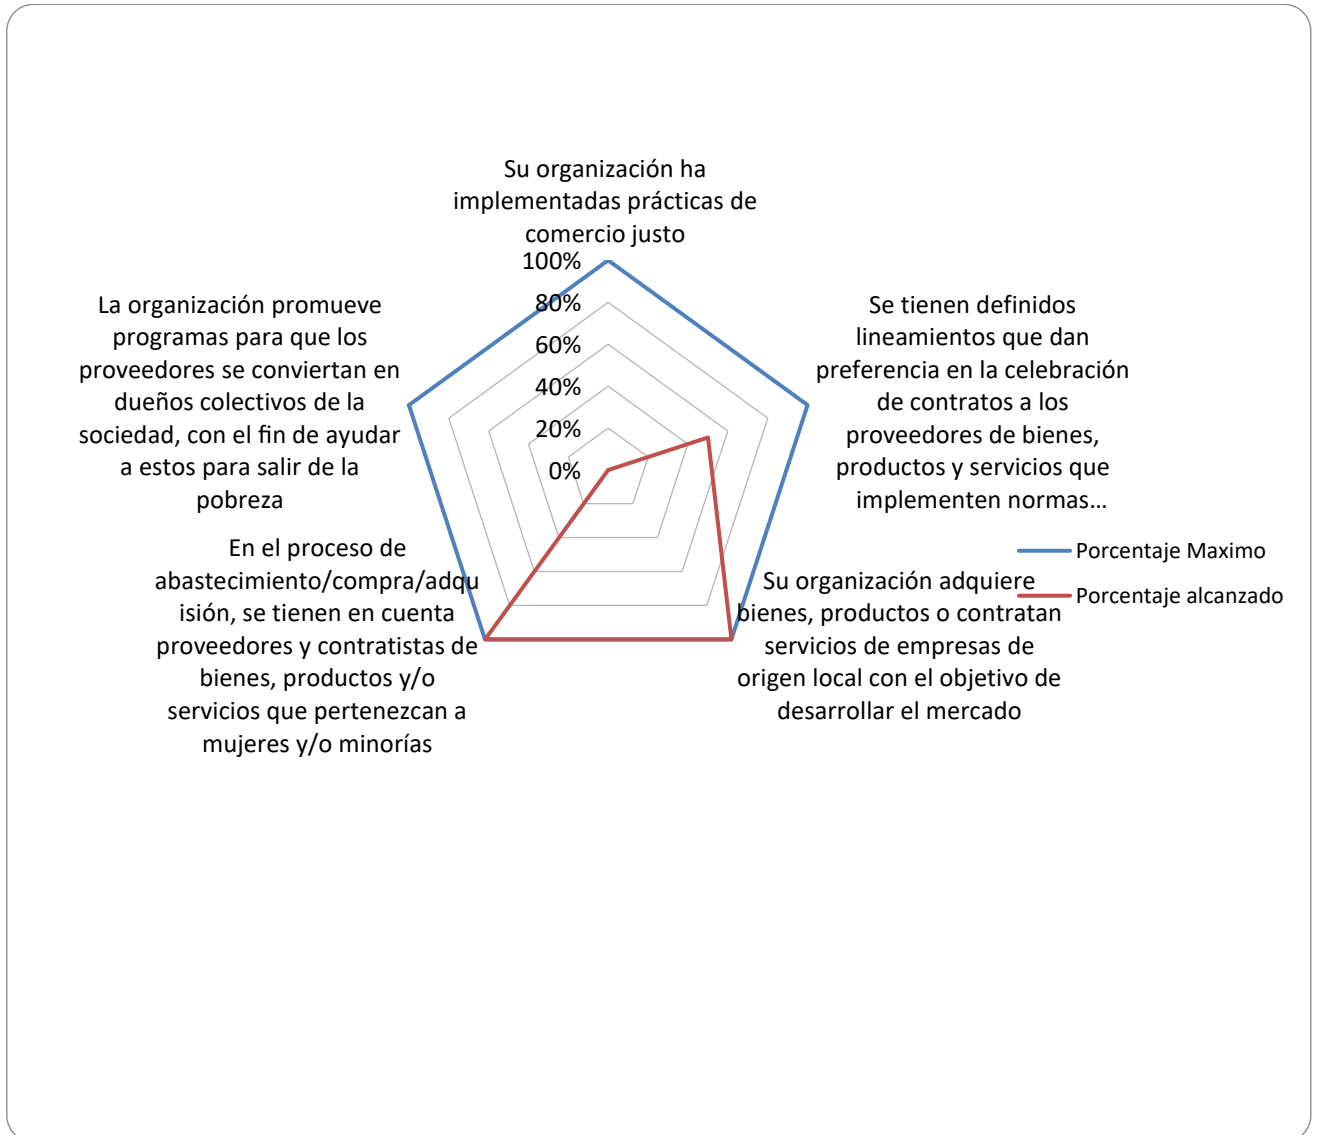 Su organización ha
implementadas prácticas de
comercio justo
100%
80%
60%
40%
20%
0%
Se tienen definidos
lineamientos que dan
preferencia en la celebración
de contratos a los
proveedores de bienes,
productos y servicios que
implementen normas…
Su organización adquiere
bienes, productos o contratan
servicios de empresas de
origen local con el objetivo de
desarrollar el mercado
En el proceso de
abastecimiento/compra/adqu
isión, se tienen en cuenta
proveedores y contratistas de
bienes, productos y/o
servicios que pertenezcan a
mujeres y/o minorías
La organización promueve
programas para que los
proveedores se conviertan en
dueños colectivos de la
sociedad, con el fin de ayudar
a estos para salir de la
pobreza
Porcentaje Maximo
Porcentaje alcanzado